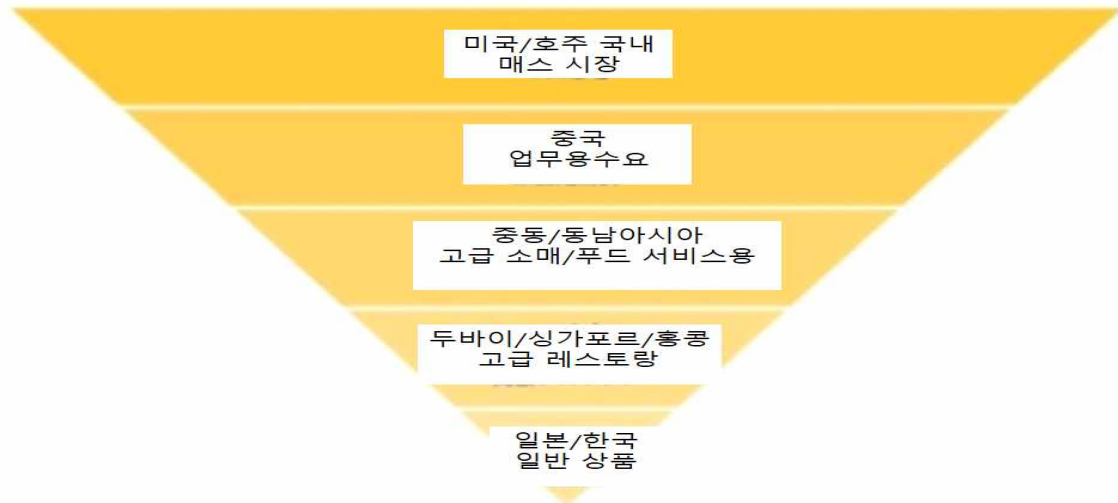 미국/호주 국내
매스 시장
중국
업무용수요
중동/동남아시아
고급 소매/푸드 서비스용
두바이/싱가포르/홍콩
고급 레스토랑
일본/한국
일반 상품